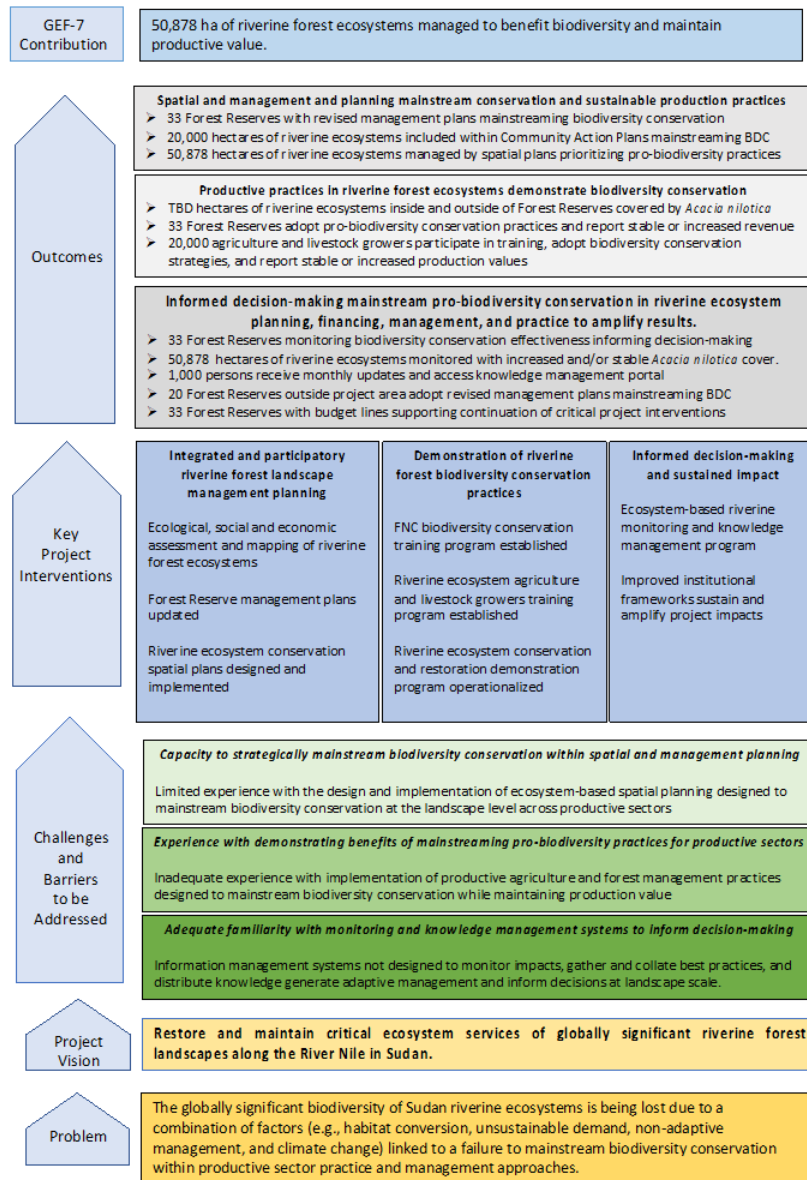 GEF-7
Contribution
50,878 ha of riverine forest ecosystems managed to benefit biodiversity and maintain
productive value.
Outcomes
Spatial and management and planning mainstream conservation and sustainable production practices
➢ 33 Forest Reserves with revised management plans mainstreaming biodiversity conservation
➢ 20,000 hectares of riverine ecosystems included within Community Action Plans mainstreaming BDC
➢ 50,878 hectares of riverine ecosystems managed by spatial plans prioritizing pro-biodiversity practices
Productive practices in riverine forest ecosystems demonstrate biodiversity conservation
➢ TBD hectares of riverine ecosystems inside and outside of Forest Reserves covered by Acacia nilotica
➢ 33 Forest Reserves adopt pro-biodiversity conservation practices and report stable or increased revenue
➢ 20,000 agriculture and livestock growers participate in training, adopt biodiversity conservation
strategies, and report stable or increased production values
Informed decision-making mainstream pro-biodiversity conservation in riverine ecosystem
planning, financing, management, and practice to amplify results.
➢ 33 Forest Reserves monitoring biodiversity conservation effectiveness informing decision-making
➢ 50,878 hectares of riverine ecosystems monitored with increased and/or stable Acacia nilotica cover.
➢ 1,000 persons receive monthly updates and access knowledge management portal
➢ 20 Forest Reserves outside project area adopt revised management plans mainstreaming BDC
➢ 33 Forest Reserves with budget lines supporting continuation of critical project interventions
Key
Project
Interventions
Integrated and participatory
riverine forest landscape
management planning
Ecological, social and economic
assessment and mapping of riverine
forest ecosystems
Forest Reserve management plans
updated
Riverine ecosystem conservation
spatial plans designed and
implemented
Demonstration of riverine
forest biodiversity conservation
practices
FNC biodiversity conservation
training program established
Riverine ecosystem agriculture
and livestock growers training
program established
Riverine ecosystem conservation
and restoration demonstration
program operationalized
Informed decision-making
and sustained impact
Ecosystem-based riverine
monitoring and knowledge
management program
Improved institutional
frameworks sustain and
amplify project impacts
Challenges
and
Barriers
to be
Addressed
Capacity to strategically mainstream biodiversity conservation within spatial and management planning
Limited experience with the design and implementation of ecosystem-based spatial planning designed to
mainstream biodiversity conservation at the landscape level across productive sectors
Experience with demonstrating benefits of mainstreaming pro-biodiversity practices for productive sectors
Inadequate experience with implementation of productive agriculture and forest management practices
designed to mainstream biodiversity conservation while maintaining production value
Adequate familiarity with monitoring and knowledge management systems to inform decision-making
Information management systems not designed to monitor impacts, gather and collate best practices, and
distribute knowledge generate adaptive management and inform decisions at landscape scale.
Project
Vision
Restore and maintain critical ecosystem services of globally significant riverine forest
landscapes along the River Nile in Sudan.
Problem
The globally significant biodiversity of Sudan riverine ecosystems is being lost due to a
combination of factors (e.g., habitat conversion, unsustainable demand, non-adaptive
management, and climate change) linked to a failure to mainstream biodiversity conservation
within productive sector practice and management approaches.